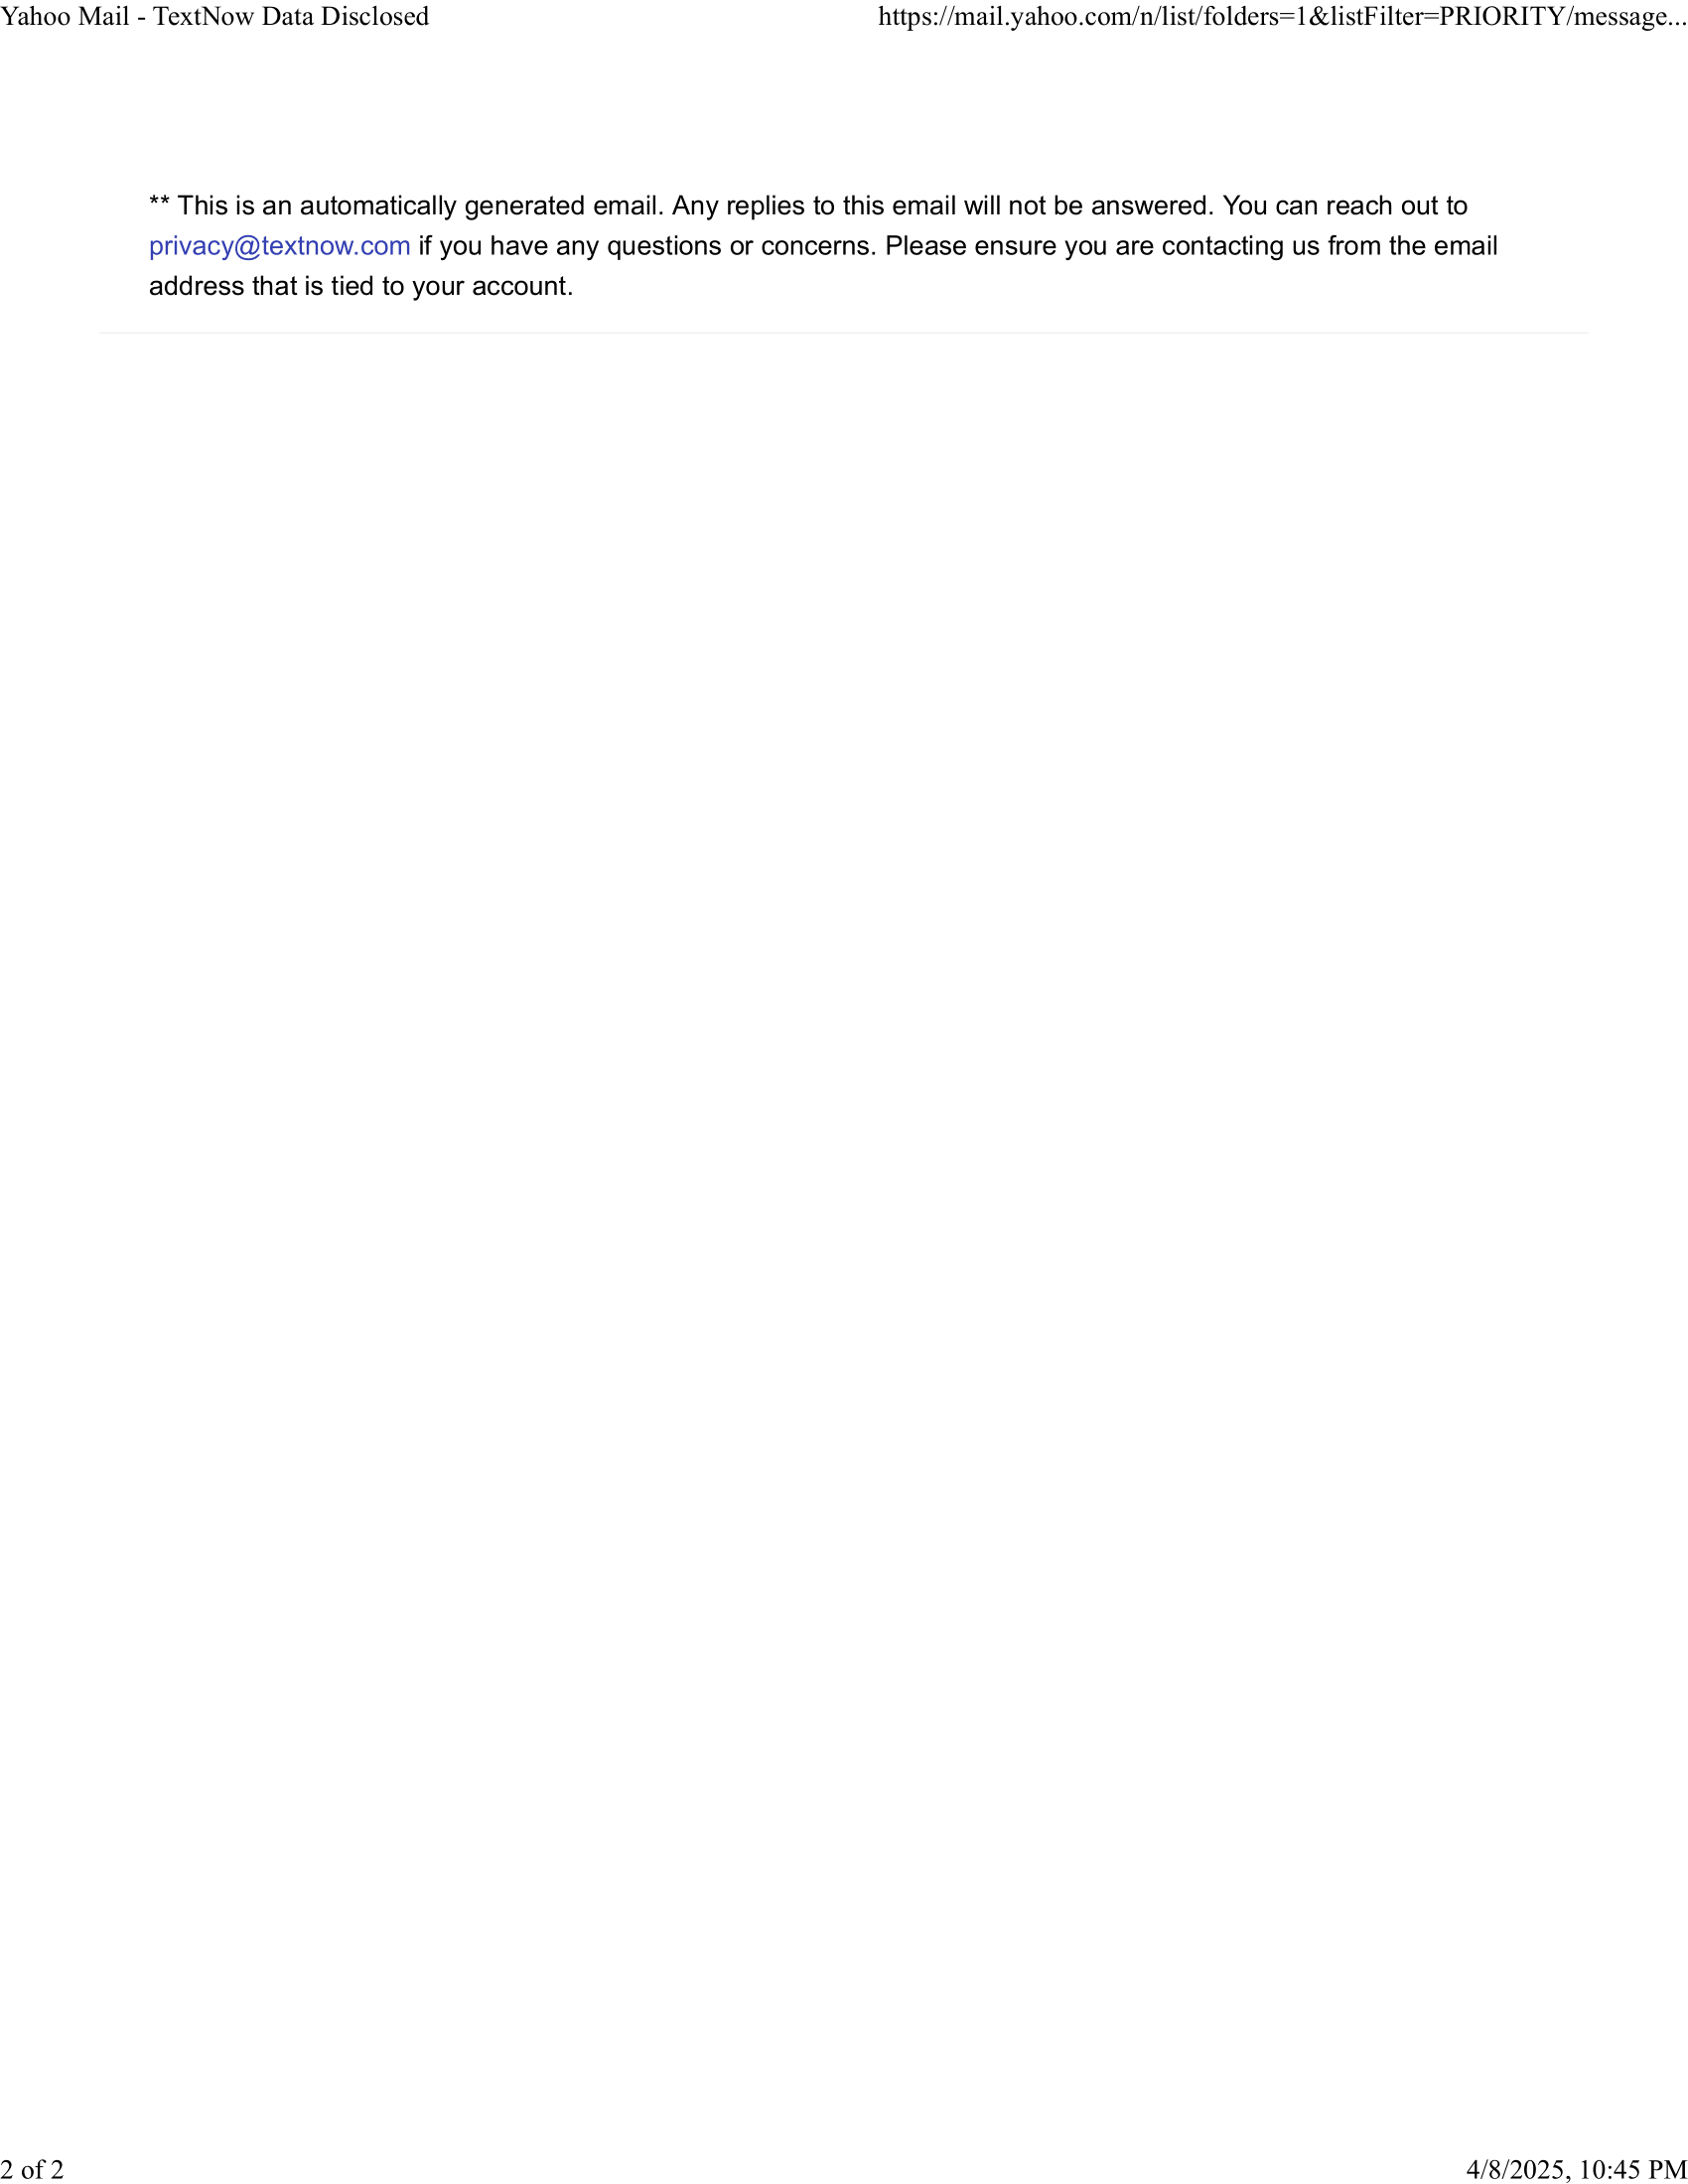 Yahoo Mail - TextNow Data Disclosed
https://mail.yahoo.com/n/list/folders=1&listFilter=PRIORITY/message...
** This is an automatically generated email. Any replies to this email will not be answered. You can reach out to
privacy@textnow.com if you have any questions or concerns. Please ensure you are contacting us from the email
address that is tied to your account.
2 of 2
4/8/2025, 10:45 PM